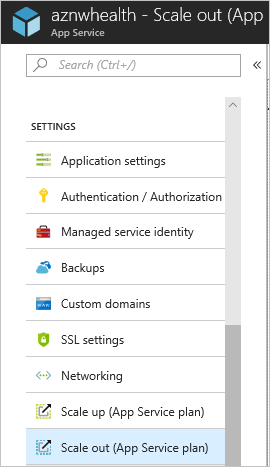 aznwhealth - Scale out (App
App Service
Search (Ctrl+/)
«
SETTINGS
Application settings
Authentication / Authorization
Managed service identity
Backups
WWW
Custom domains
SSL settings
Networking
Scale up (App Service plan)
Scale out (App Service plan)